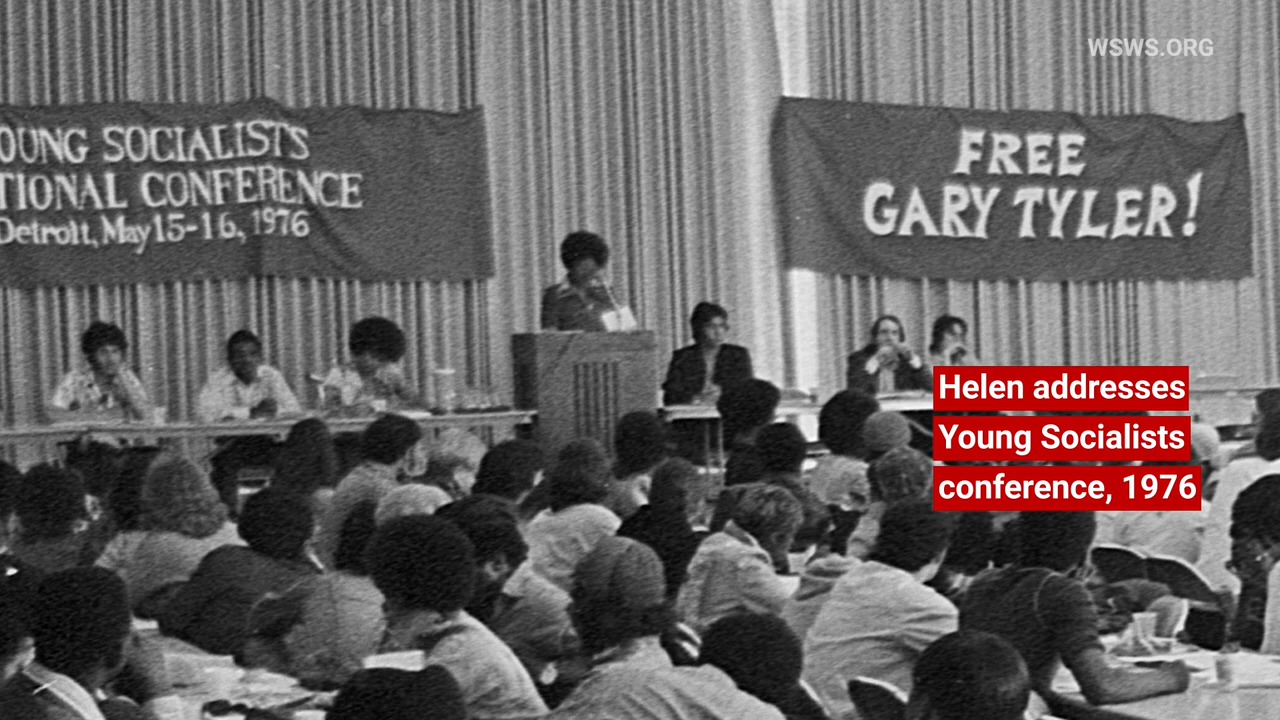 WSWS.ORG
OUNG SOCIALISTS
TIONAL CONFERENCE
Detroit, May 15-16, 1976
FREE
GARY TYLER!
Helen addresses
Young Socialists
conference, 1976